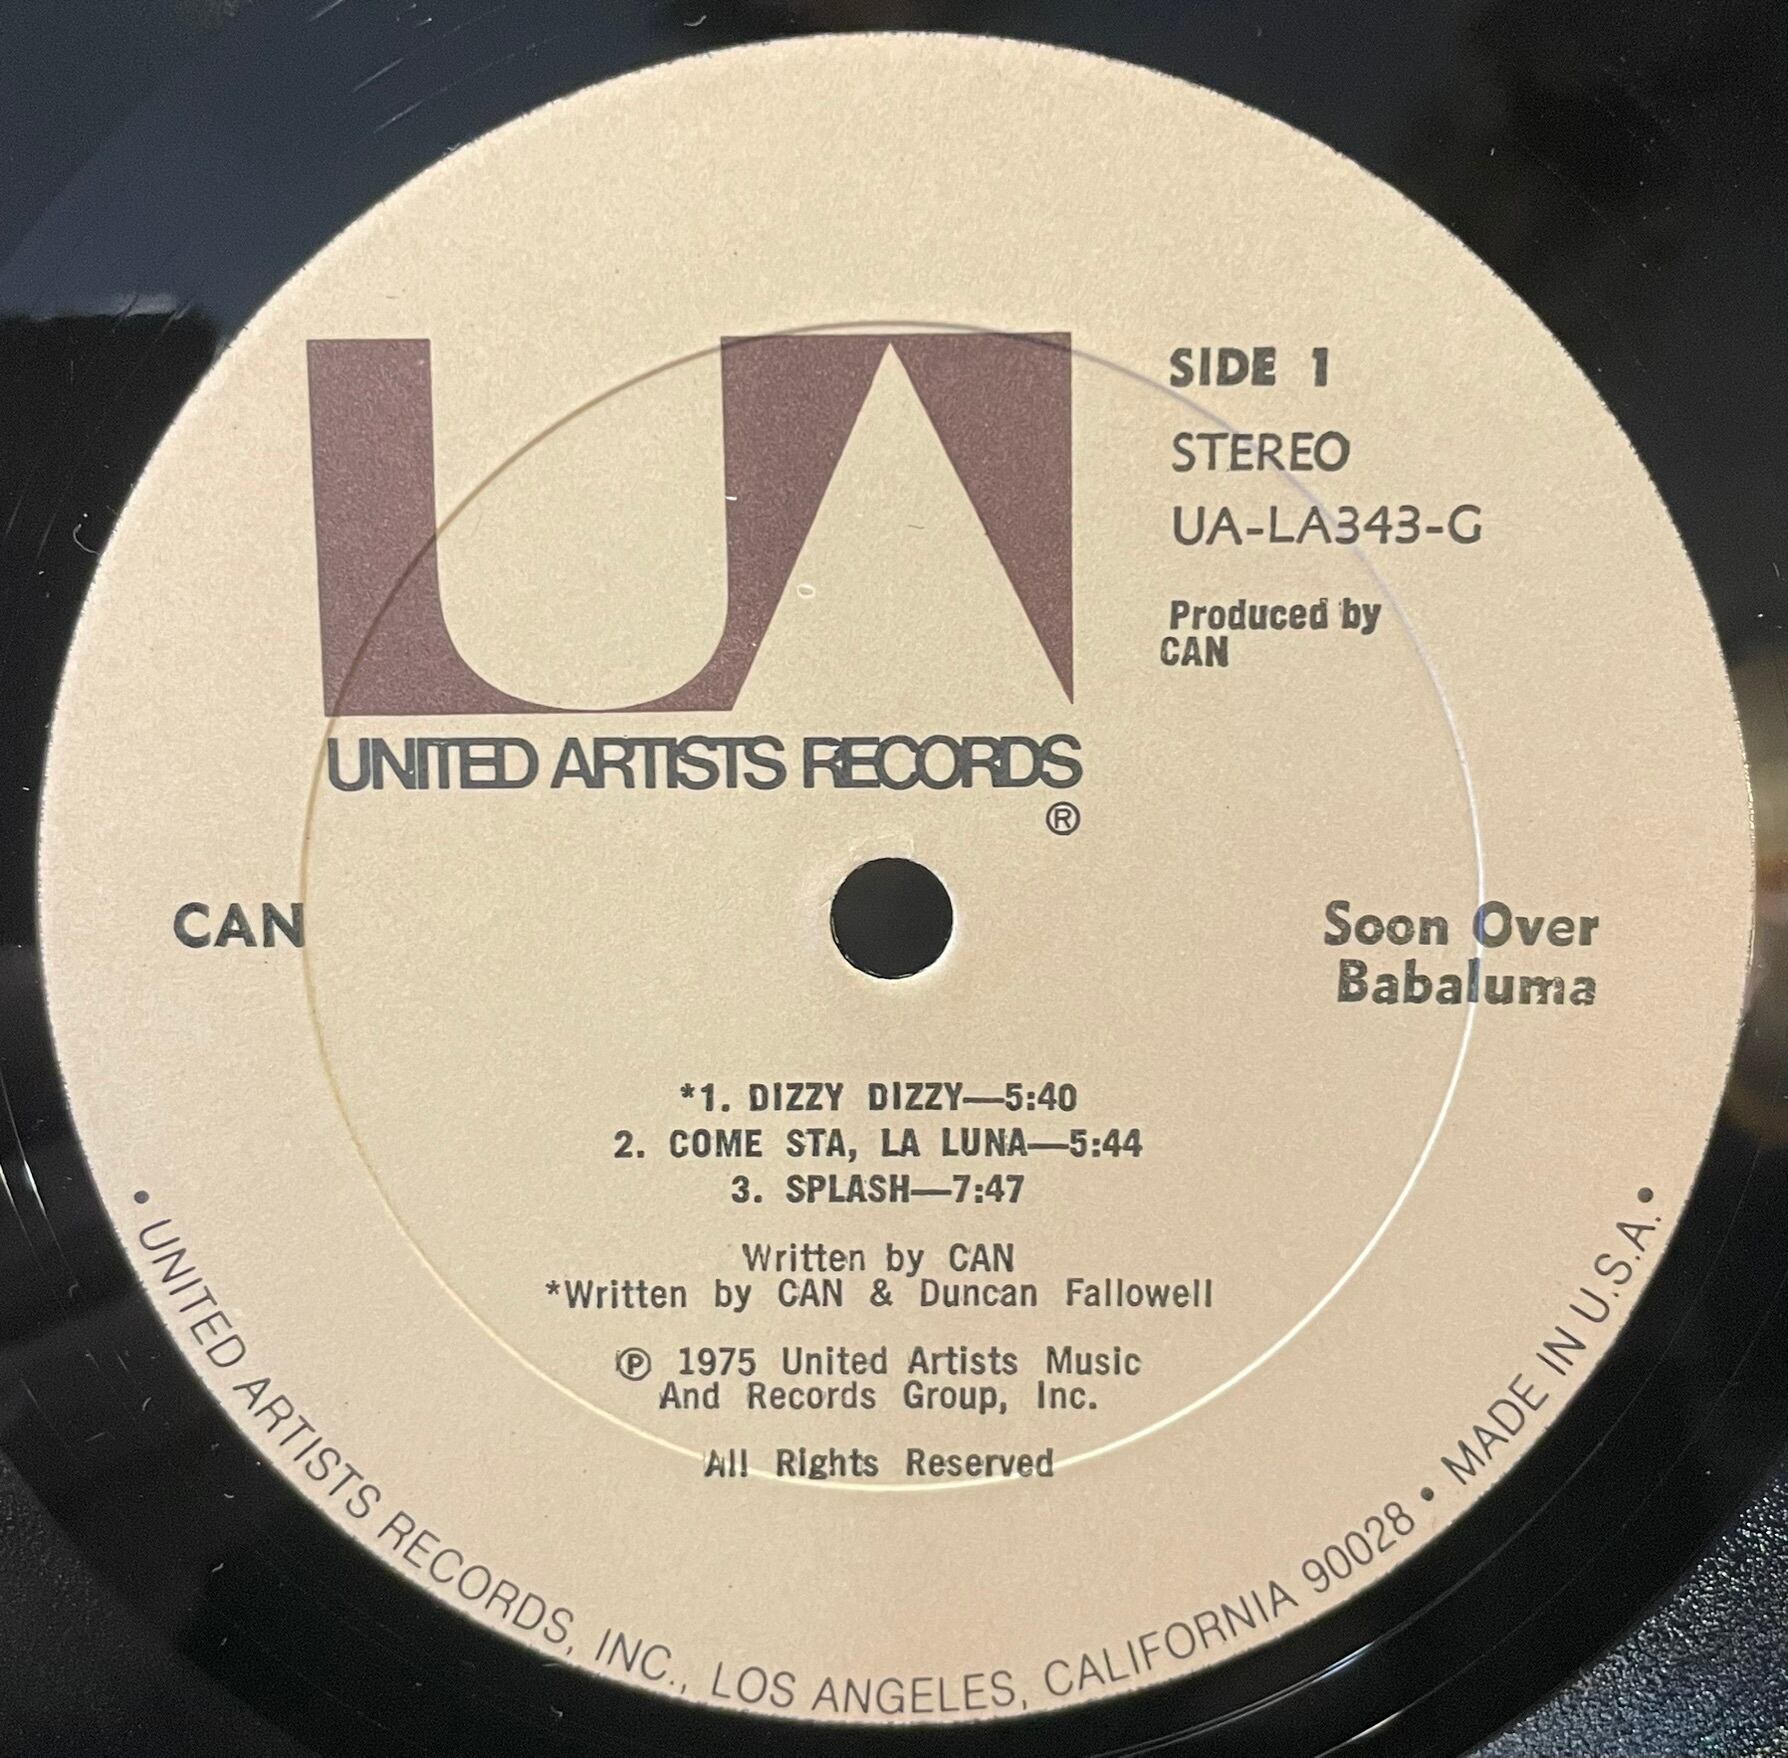 UA
UNITED ARTISTS RECORDS
®
SIDE 1
STEREO
UA-LA343-G
Produced by
CAN
CAN
Soon Over
Babaluma
*1. DIZZY DIZZY—5:40
2. COME STA, LA LUNA—5:44
3. SPLASH—7:47
Written by CAN
*Written by CAN & Duncan Fallowell
℗ 1975 United Artists Music
And Records Group, Inc.
All Rights Reserved
• UNITED ARTISTS RECORDS, INC., LOS ANGELES, CALIFORNIA 90028 • MADE IN U.S.A. •